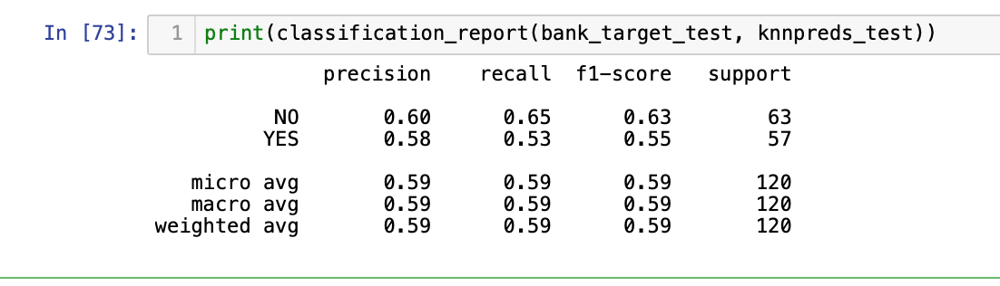 In [73]: 1 print(classification_report(bank_target_test, knnpreds_test))
precision recall f1-score support
NO 0.60 0.65 0.63 63
YES 0.58 0.53 0.55 57
micro avg 0.59 0.59 0.59 120
macro avg 0.59 0.59 0.59 120
weighted avg 0.59 0.59 0.59 120